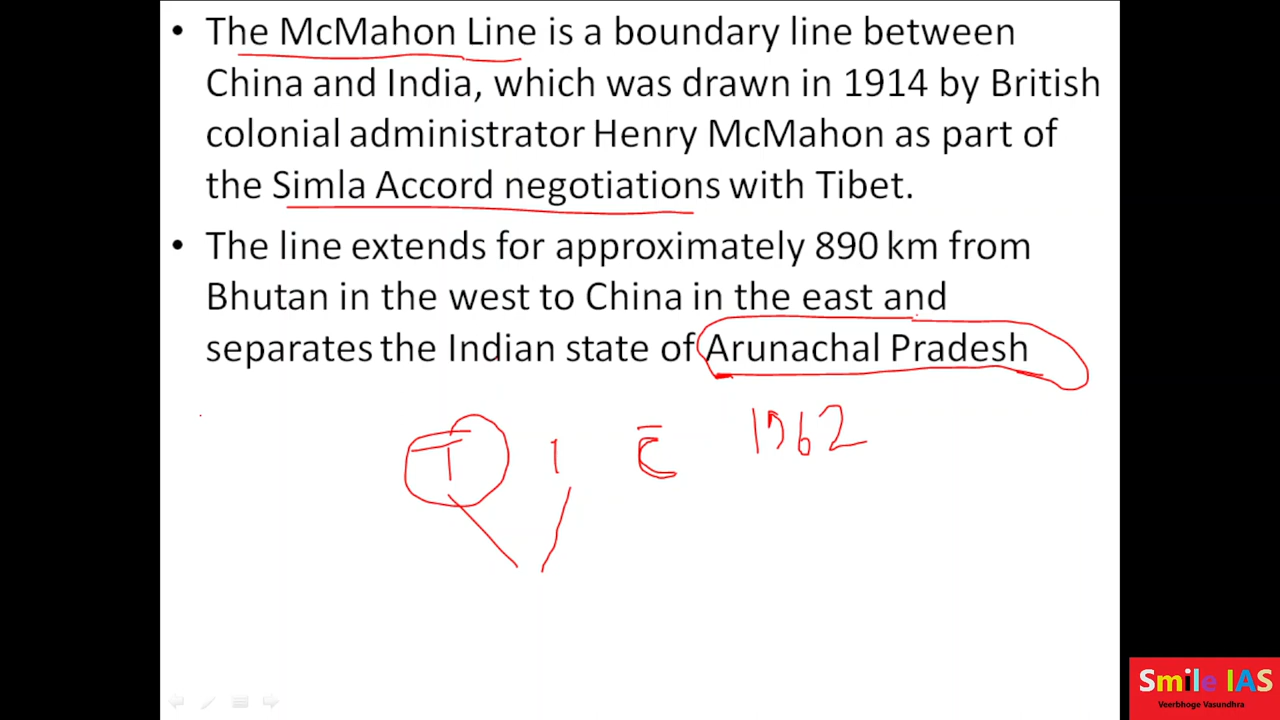 • The McMahon Line is a boundary line between
China and India, which was drawn in 1914 by British
colonial administrator Henry McMahon as part of
the Simla Accord negotiations with Tibet.
• The line extends for approximately 890 km from
Bhutan in the west to China in the east and
separates the Indian state of Arunachal Pradesh
T I C 1962
Smile IAS
Veerbhoge Vasundhra